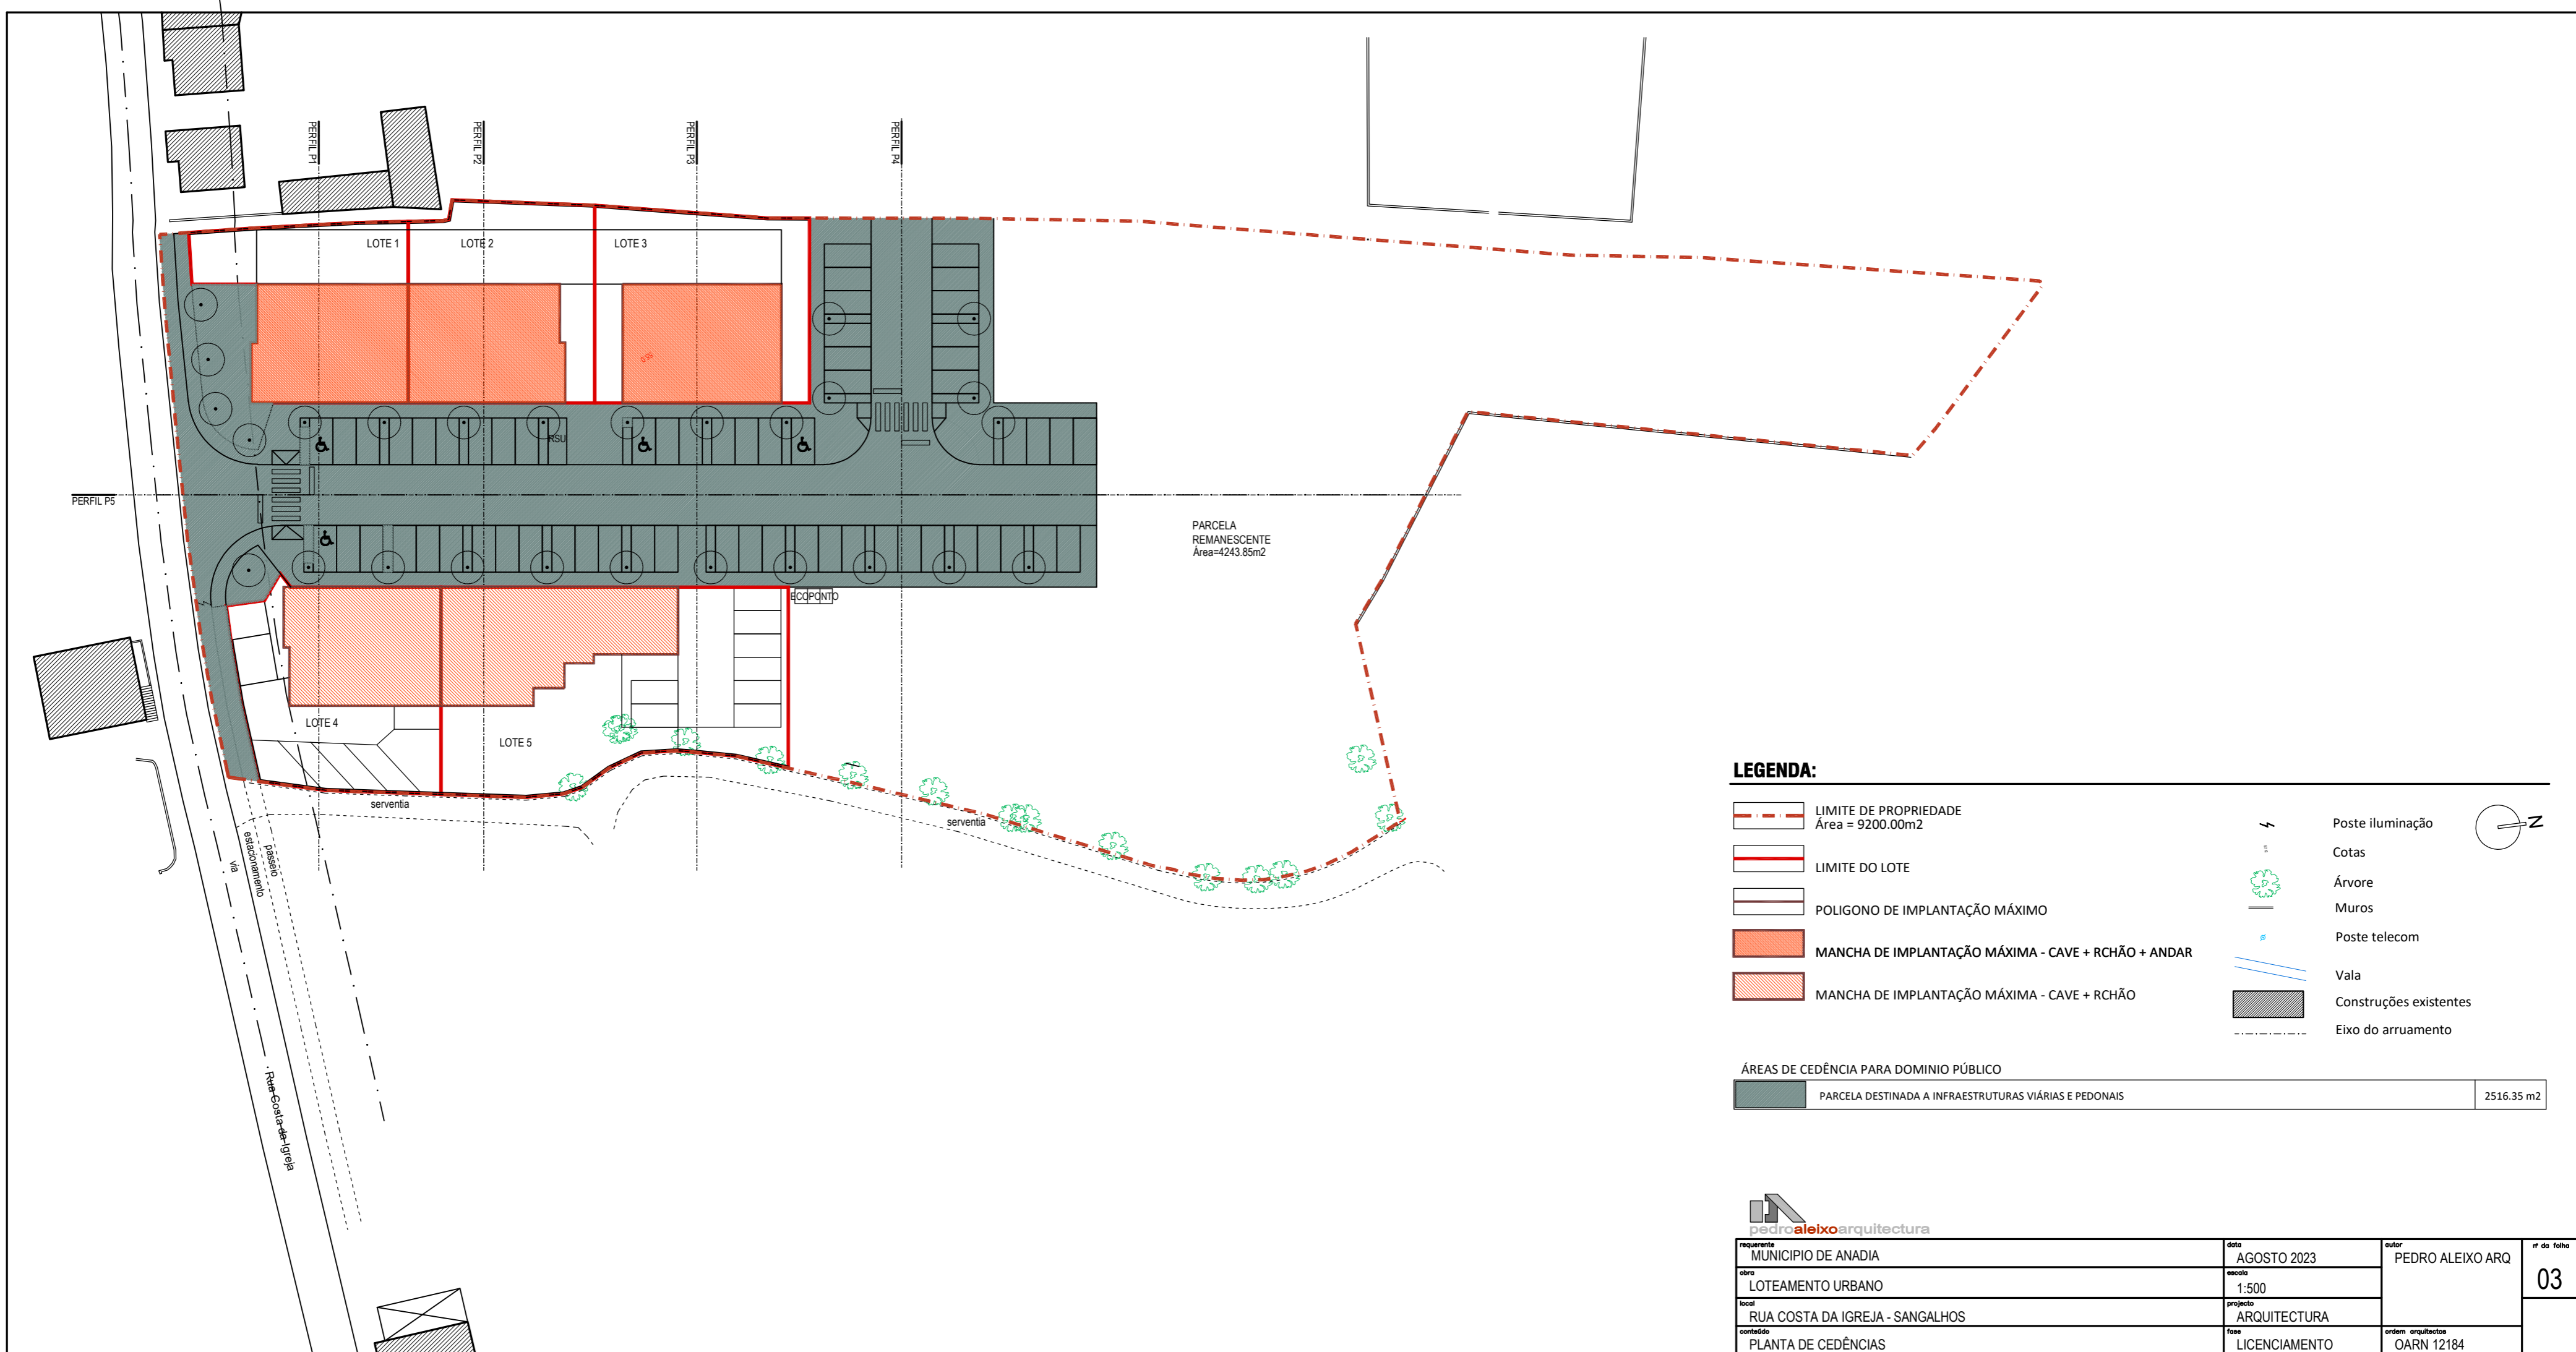 PERFIL P1
PERFIL P2
PERFIL P3
PERFIL P4
LOTE 1
LOTE 2
LOTE 3
RSU
PERFIL P5
PARCELA
REMANESCENTE
Área=4243.85m2
ECOPONTO
LOTE 4
LOTE 5
serventia
serventia
via
estacionamento
passeio
Rua Costa da Igreja
LEGENDA:
LIMITE DE PROPRIEDADE
Área = 9200.00m2
LIMITE DO LOTE
POLIGONO DE IMPLANTAÇÃO MÁXIMO
MANCHA DE IMPLANTAÇÃO MÁXIMA - CAVE + RCHÃO + ANDAR
MANCHA DE IMPLANTAÇÃO MÁXIMA - CAVE + RCHÃO
Poste iluminação
N
Cotas
Árvore
Muros
Poste telecom
Vala
Construções existentes
Eixo do arruamento
ÁREAS DE CEDÊNCIA PARA DOMINIO PÚBLICO
PARCELA DESTINADA A INFRAESTRUTURAS VIÁRIAS E PEDONAIS 2516.35 m2
pedroaleixoarquitectura
requerente
MUNICIPIO DE ANADIA
data
AGOSTO 2023
autor
PEDRO ALEIXO ARQ
nº da folha
03
obra
LOTEAMENTO URBANO
escala
1:500
local
RUA COSTA DA IGREJA - SANGALHOS
projecto
ARQUITECTURA
conteúdo
PLANTA DE CEDÊNCIAS
fase
LICENCIAMENTO
ordem arquitectos
OARN 12184